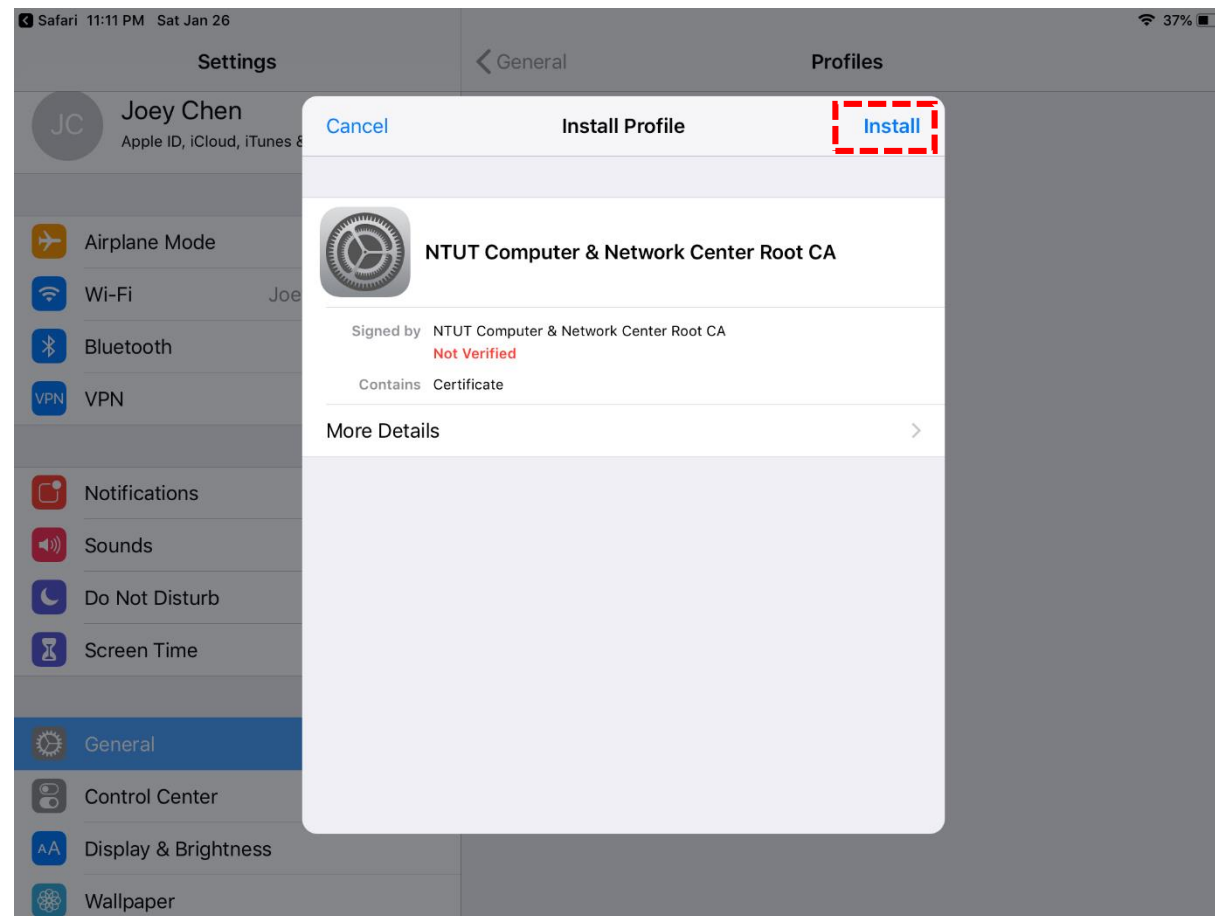 Safari 11:11 PM Sat Jan 26
37%
Settings
General
Profiles
JC
Joey Chen
Apple ID, iCloud, iTunes &
Cancel
Install Profile
Install
NTUT Computer & Network Center Root CA
Signed by NTUT Computer & Network Center Root CA
Not Verified
Contains Certificate
More Details
Airplane Mode
Wi-Fi Joe
Bluetooth
VPN VPN
Notifications
Sounds
Do Not Disturb
Screen Time
General
Control Center
AA Display & Brightness
Wallpaper